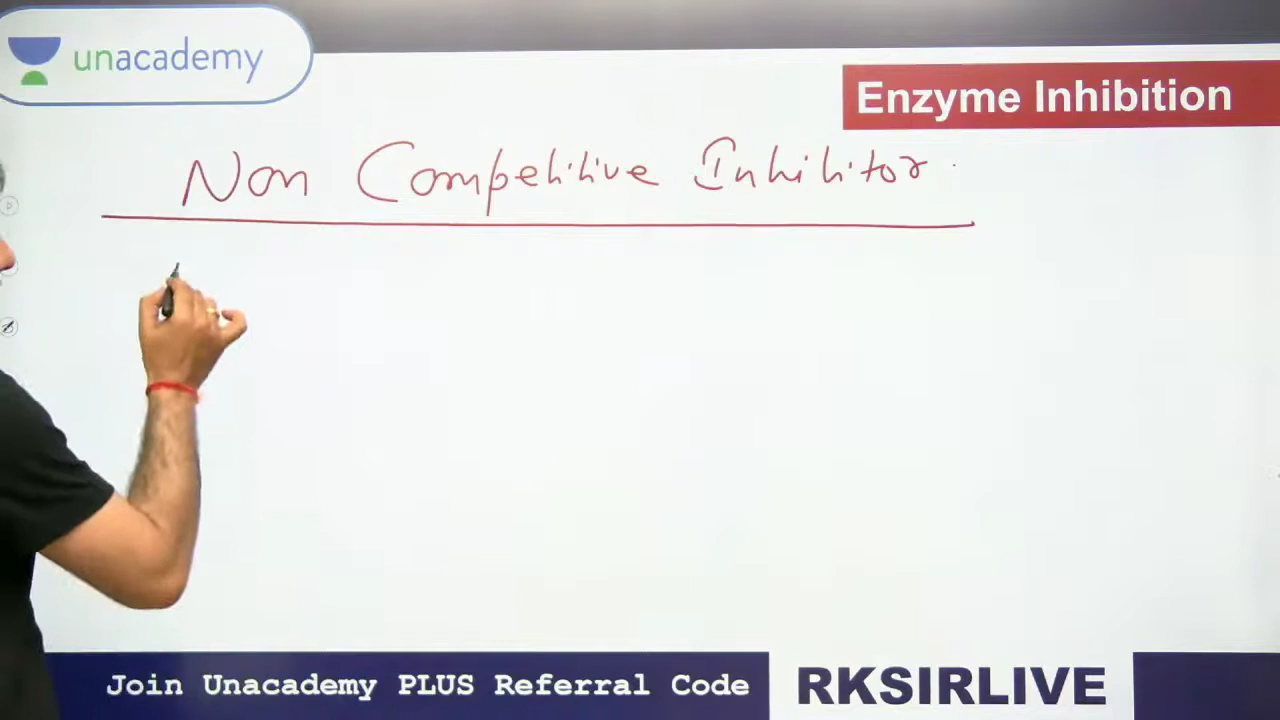 unacademy
Enzyme Inhibition
Non Competitive Inhibitor.
Join Unacademy PLUS Referral Code
RKSIRLIVE